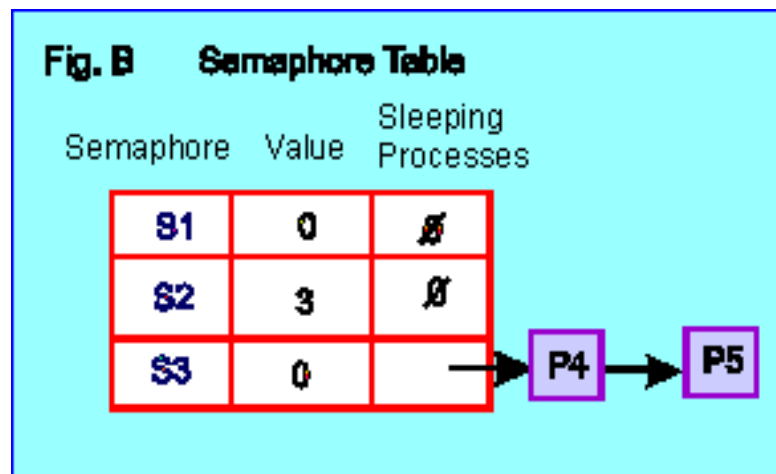 Fig. B Semaphore Table
Semaphore Value Sleeping Processes
S1 0 Ø
S2 3 Ø
S3 0 P4 P5